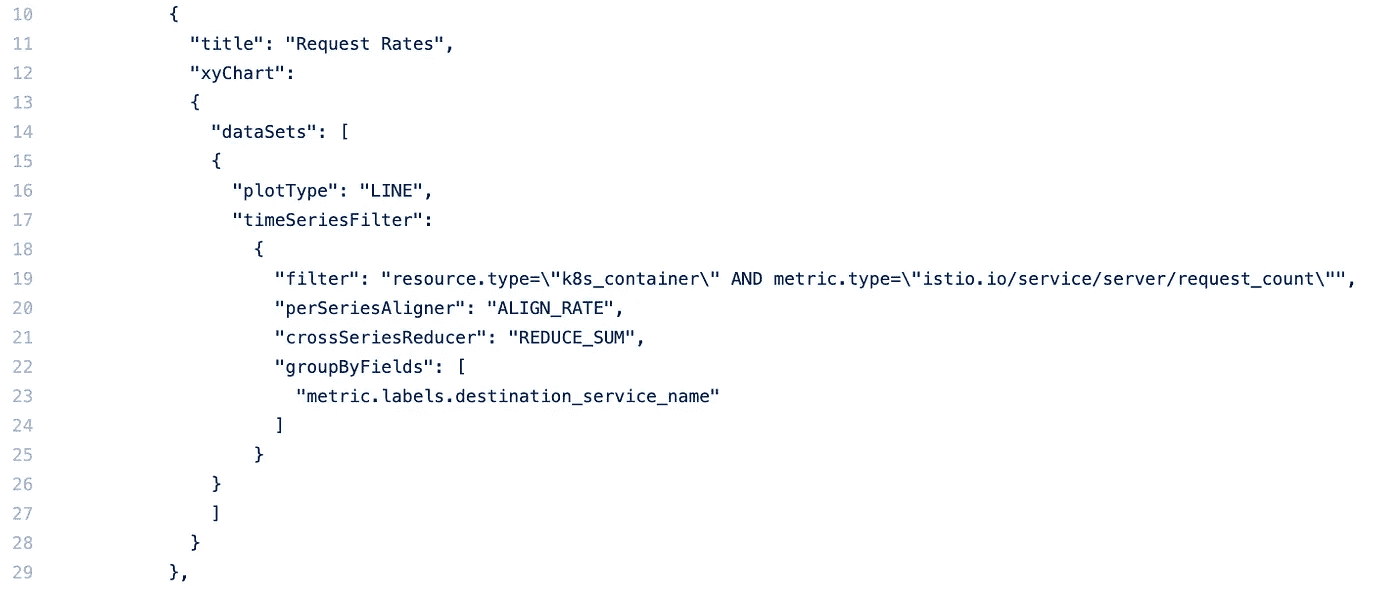 10 {
11 "title": "Request Rates",
12 "xyChart":
13 {
14 "dataSets": [
15 {
16 "plotType": "LINE",
17 "timeSeriesFilter":
18 {
19 "filter": "resource.type=\"k8s_container\" AND metric.type=\"istio.io/service/server/request_count\"",
20 "perSeriesAligner": "ALIGN_RATE",
21 "crossSeriesReducer": "REDUCE_SUM",
22 "groupByFields": [
23 "metric.labels.destination_service_name"
24 ]
25 }
26 }
27 ]
28 }
29 },